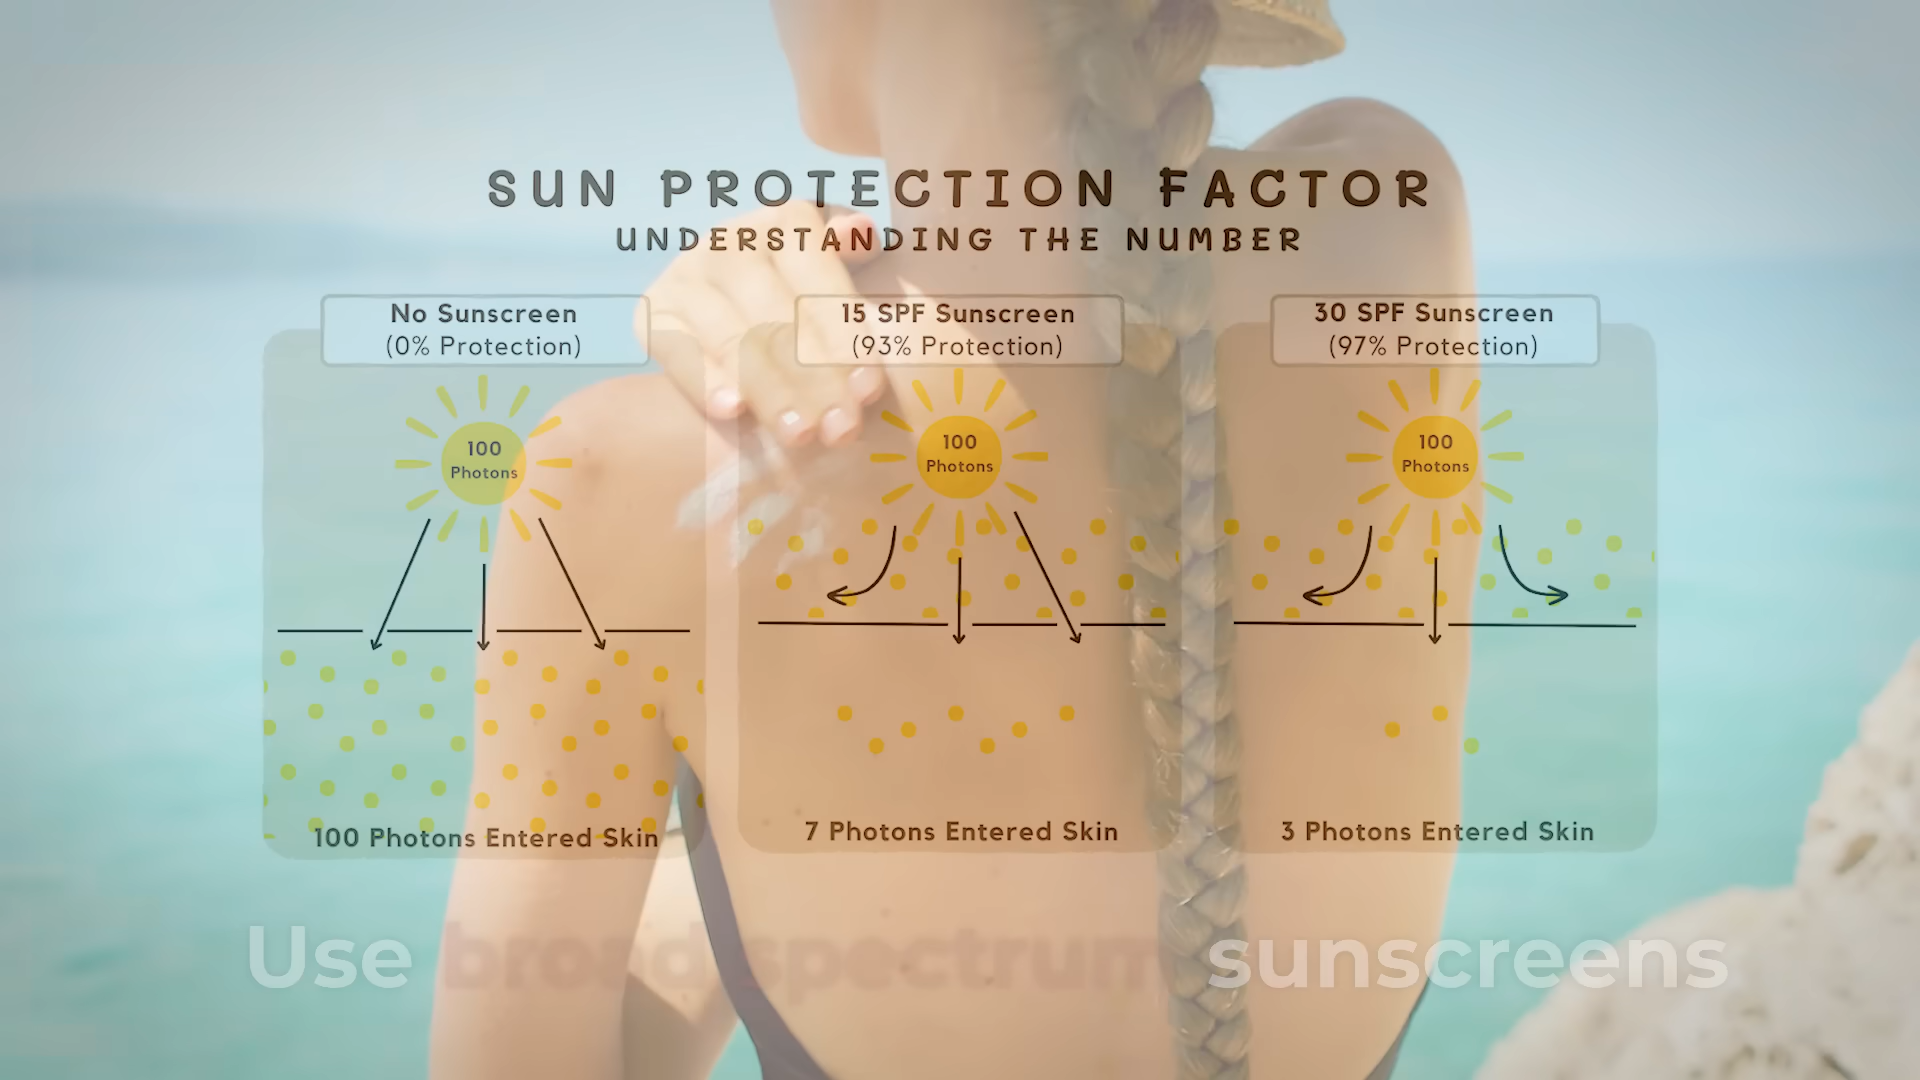 SUN PROTECTION FACTOR
UNDERSTANDING THE NUMBER
No Sunscreen
(0% Protection)
100
Photons
100 Photons Entered Skin
15 SPF Sunscreen
(93% Protection)
100
Photons
7 Photons Entered Skin
30 SPF Sunscreen
(97% Protection)
100
Photons
3 Photons Entered Skin
Use broad spectrum sunscreens